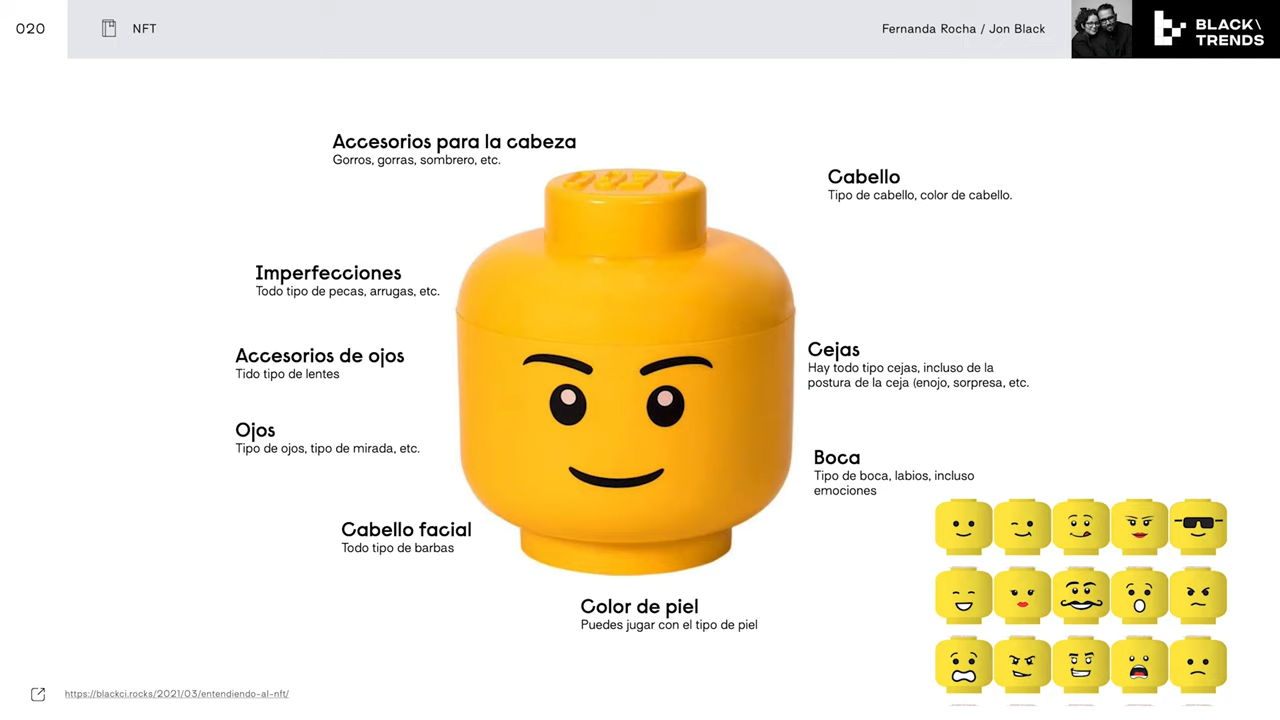 020
NFT
Fernanda Rocha / Jon Black
BLACK\
TRENDS
Accesorios para la cabeza
Gorros, gorras, sombrero, etc.
Cabello
Tipo de cabello, color de cabello.
Imperfecciones
Todo tipo de pecas, arrugas, etc.
Accesorios de ojos
Tido tipo de lentes
Cejas
Hay todo tipo cejas, incluso de la
postura de la ceja (enojo, sorpresa, etc.
Ojos
Tipo de ojos, tipo de mirada, etc.
Boca
Tipo de boca, labios, incluso
emociones
Cabello facial
Todo tipo de barbas
Color de piel
Puedes jugar con el tipo de piel
https://blackci.rocks/2021/03/entendiendo-al-nft/